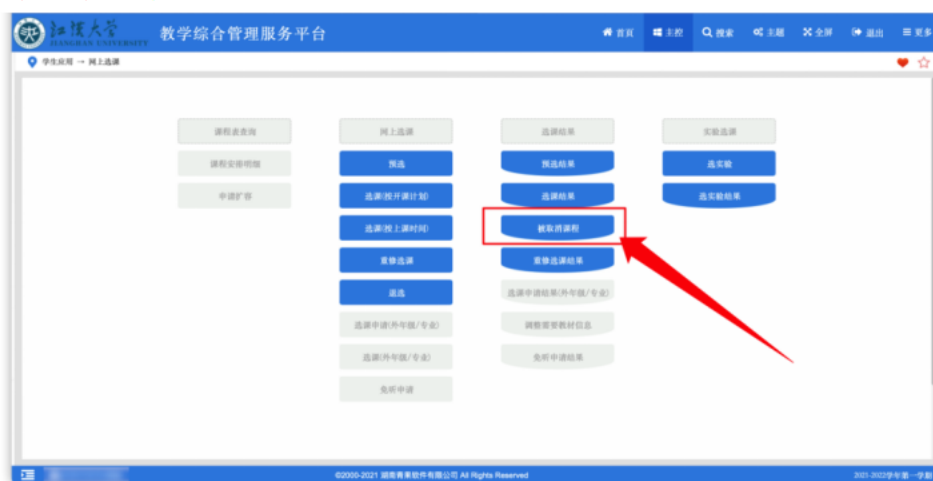 江汉大学
JIANGHAN UNIVERSITY
教学综合管理服务平台
首页 主控 搜索 主题 全屏 退出 更多
学生应用 → 网上选课
课程表查询 网上选课 选课结果 实验选课
课程安排明细 预选 预选结果 选实验
申请扩容 选课(按开课计划) 选课结果 选实验结果
选课(按上课时间) 被取消课程
重修选课 重修选课结果
退选 选课申请结果(外年级/专业)
选课申请(外年级/专业) 调整需要教材信息
选课(外年级/专业) 免听申请结果
免听申请
©2000-2021 湖南青果软件有限公司 All Rights Reserved
2021-2022学年第一学期